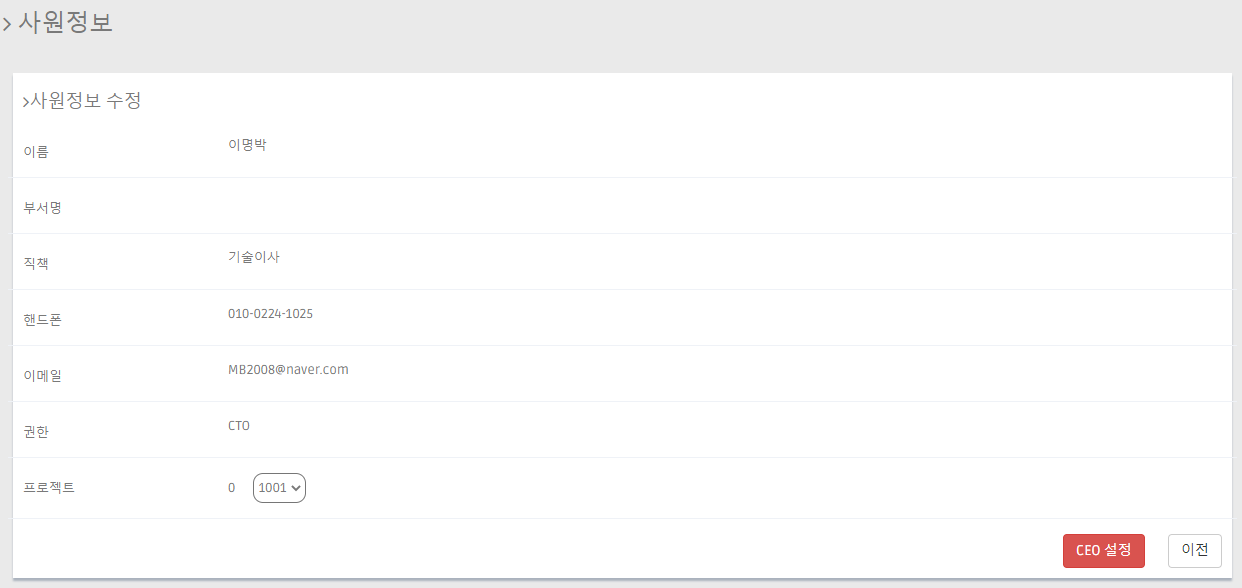 > 사원정보
>사원정보 수정
이름 이명박
부서명
직책 기술이사
핸드폰 010-0224-1025
이메일 MB2008@naver.com
권한 CTO
프로젝트 0 1001
CEO 설정 이전